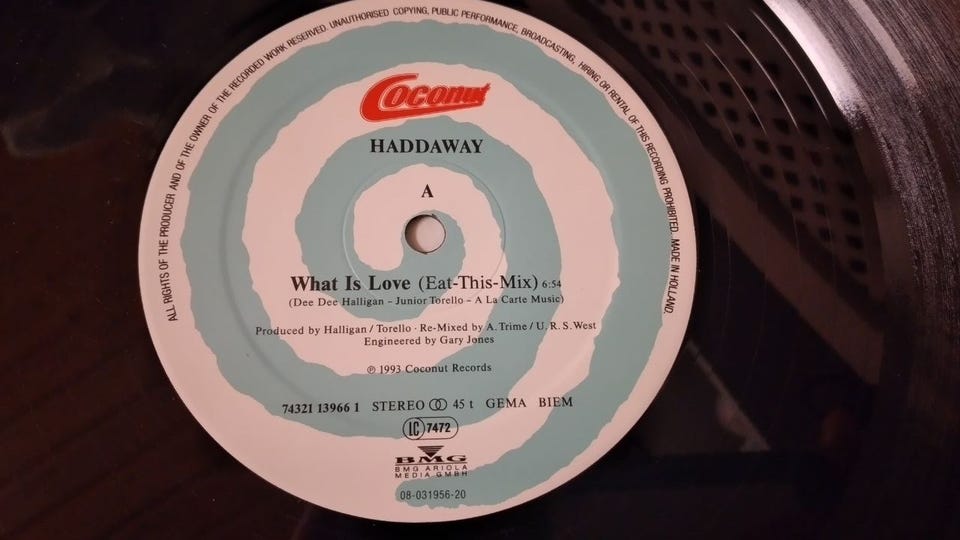 ALL RIGHTS OF THE PRODUCER AND OF THE OWNER OF THE RECORDED WORK RESERVED. UNAUTHORISED COPYING, PUBLIC PERFORMANCE, BROADCASTING, HIRING OR RENTAL OF THIS RECORDING PROHIBITED. MADE IN HOLLAND.
Coconut
HADDAWAY
A
What Is Love (Eat-This-Mix) 6:54
(Dee Dee Halligan - Junior Torello - A La Carte Music)
Produced by Halligan / Torello · Re-Mixed by A. Trime / U. R. S. West
Engineered by Gary Jones
℗ 1993 Coconut Records
74321 13966 1 STEREO 45 t GEMA BIEM
LC 7472
BMG
BMG ARIOLA
MEDIA GMBH
08-031956-20